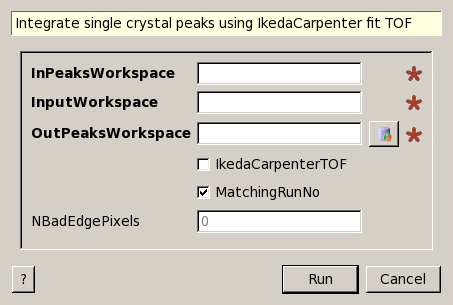 Integrate single crystal peaks using IkedaCarpenter fit TOF
InPeaksWorkspace
InputWorkspace
OutPeaksWorkspace
IkedaCarpenterTOF
MatchingRunNo
NBadEdgePixels 0
? Run Cancel